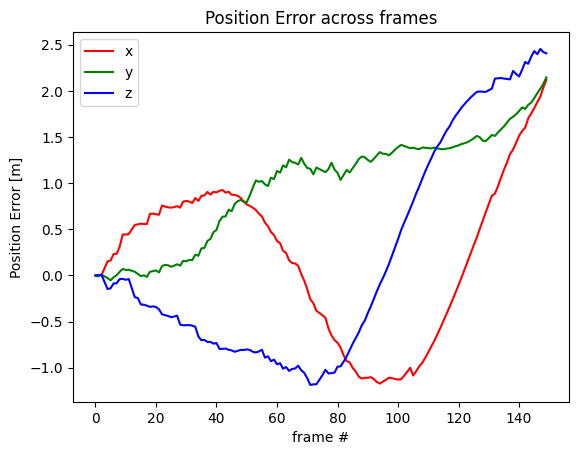 Position Error across frames
x
y
z
2.5
2.0
1.5
1.0
0.5
0.0
−0.5
−1.0
Position Error [m]
0 20 40 60 80 100 120 140
frame #